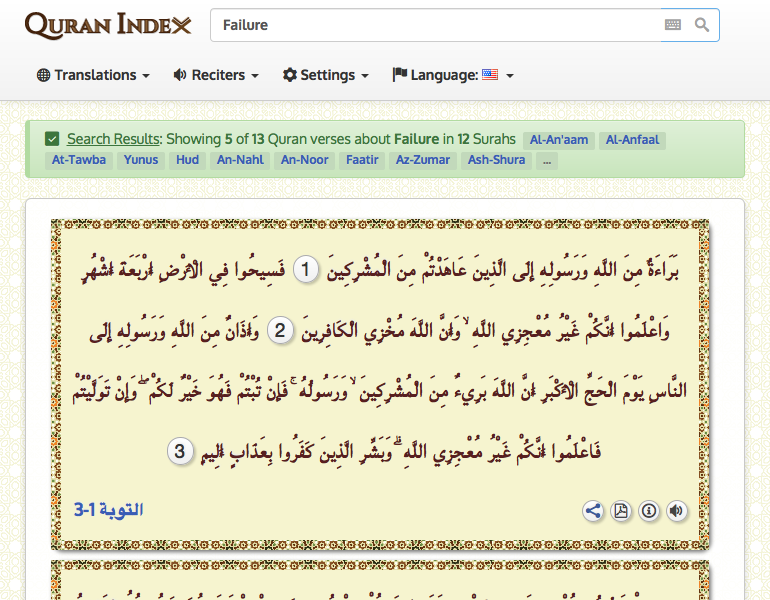 QURAN INDEX
Failure
Translations Reciters Settings Language:
Search Results: Showing 5 of 13 Quran verses about Failure in 12 Surahs Al-An'aam Al-Anfaal
At-Tawba Yunus Hud An-Nahl An-Noor Faatir Az-Zumar Ash-Shura ...
بَرَاءَةٌ مِنَ اللَّهِ وَرَسُولِهِ إِلَى الَّذِينَ عَاهَدْتُمْ مِنَ الْمُشْرِكِينَ 1 فَسِيحُوا فِي الْأَرْضِ أَرْبَعَةَ أَشْهُرٍ
وَاعْلَمُوا أَنَّكُمْ غَيْرُ مُعْجِزِي اللَّهِ ۙ وَأَنَّ اللَّهَ مُخْزِي الْكَافِرِينَ 2 وَأَذَانٌ مِنَ اللَّهِ وَرَسُولِهِ إِلَى
النَّاسِ يَوْمَ الْحَجِّ الْأَكْبَرِ أَنَّ اللَّهَ بَرِيءٌ مِنَ الْمُشْرِكِينَ ۙ وَرَسُولُهُ ۚ فَإِنْ تُبْتُمْ فَهُوَ خَيْرٌ لَكُمْ ۖ وَإِنْ تَوَلَّيْتُمْ
فَاعْلَمُوا أَنَّكُمْ غَيْرُ مُعْجِزِي اللَّهِ ۗ وَبَشِّرِ الَّذِينَ كَفَرُوا بِعَذَابٍ أَلِيمٍ 3
التوبة 1-3